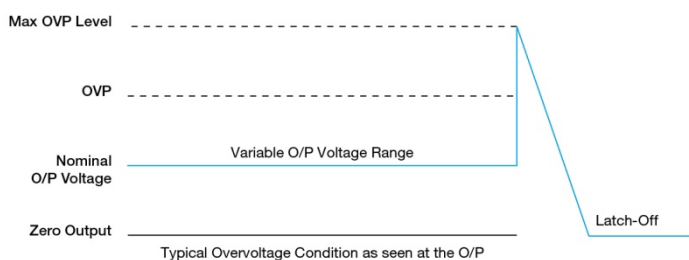 Max OVP Level
OVP
Variable O/P Voltage Range
Nominal
O/P Voltage
Latch-Off
Zero Output
Typical Overvoltage Condition as seen at the O/P